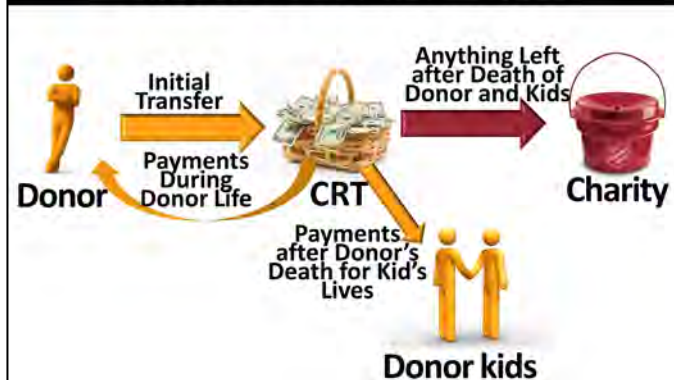 Initial
Transfer
Anything Left
after Death of
Donor and Kids
Payments
During
Donor Life
Donor
CRT
Charity
Payments
after Donor's
Death for Kid's
Lives
Donor kids